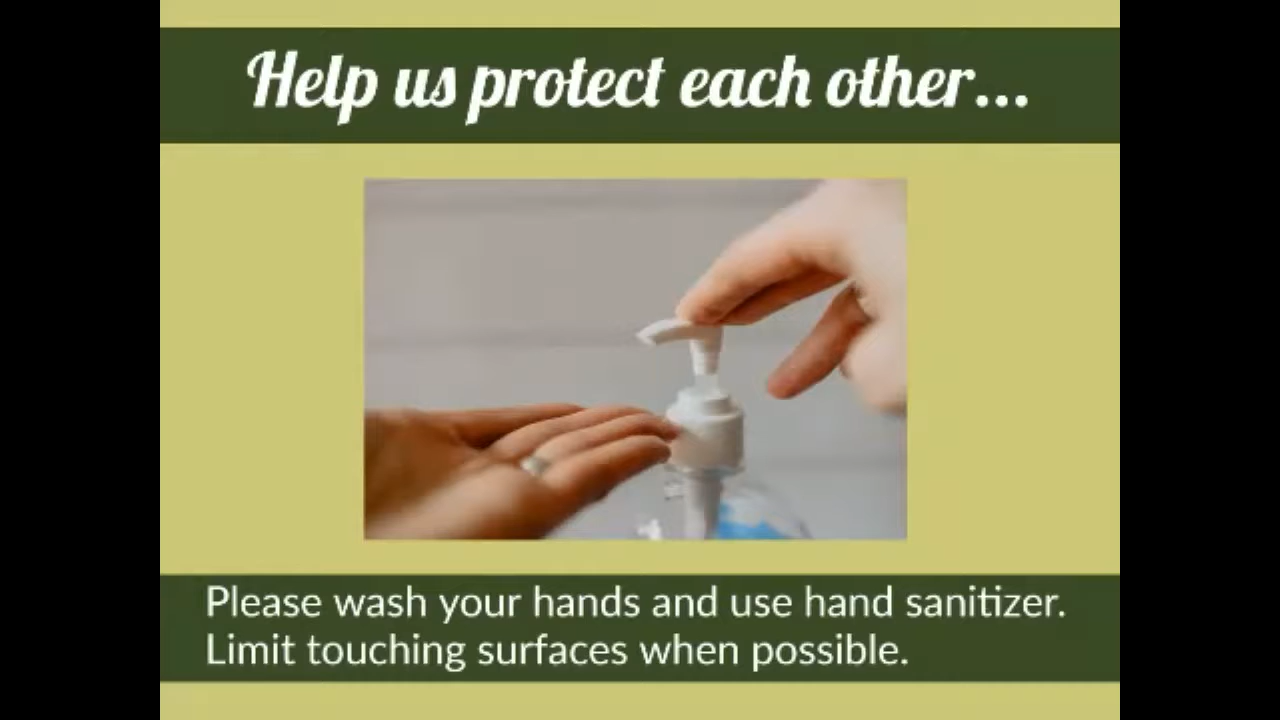 Help us protect each other...
Please wash your hands and use hand sanitizer.
Limit touching surfaces when possible.